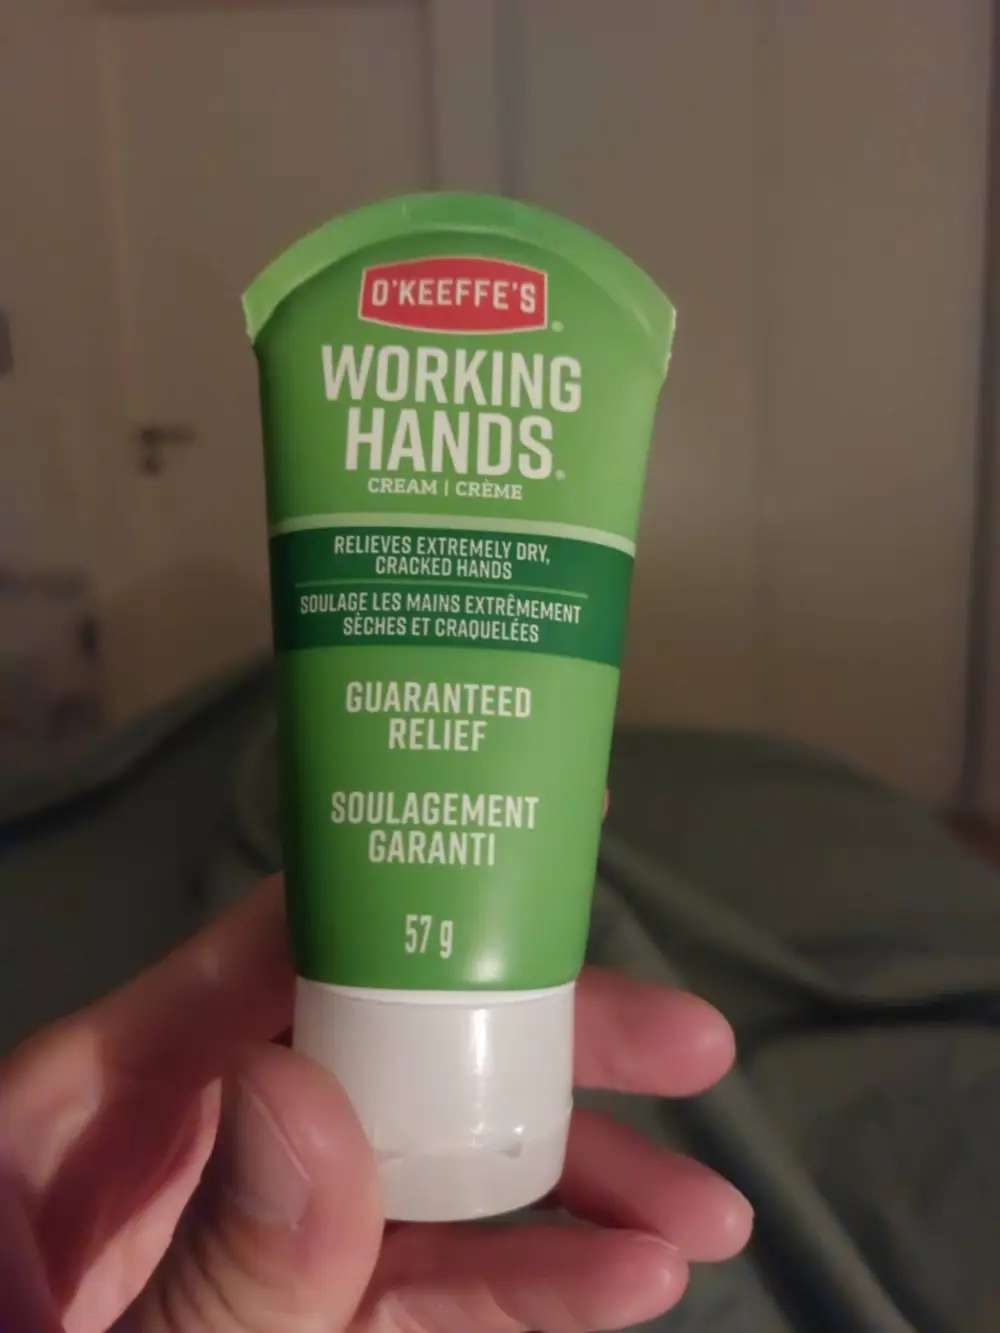 O'KEEFFE'S®
WORKING
HANDS®
CREAM | CRÈME
RELIEVES EXTREMELY DRY,
CRACKED HANDS
SOULAGE LES MAINS EXTRÊMEMENT
SÈCHES ET CRAQUELÉES
GUARANTEED
RELIEF
SOULAGEMENT
GARANTI
57 g